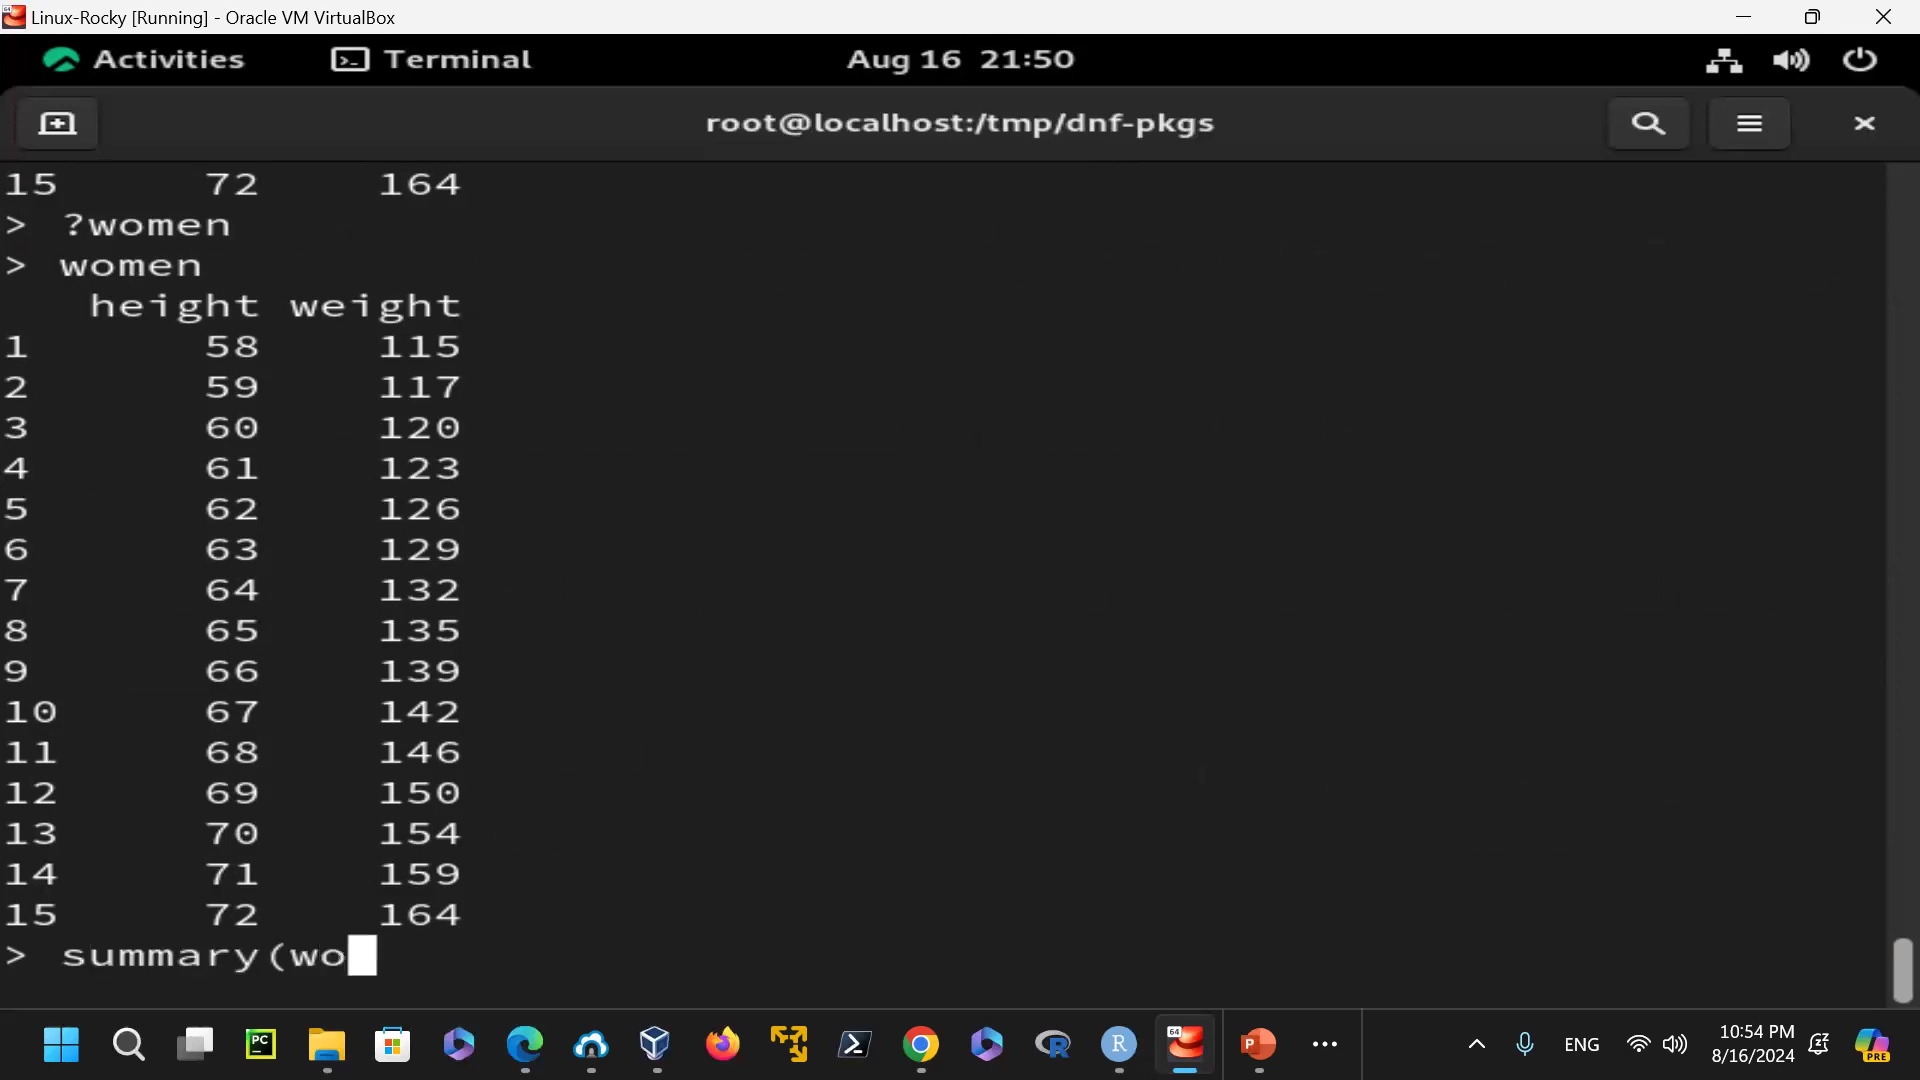 Linux-Rocky [Running] - Oracle VM VirtualBox
Activities Terminal Aug 16 21:50
root@localhost:/tmp/dnf-pkgs
15 72 164
> ?women
> women
height weight
1 58 115
2 59 117
3 60 120
4 61 123
5 62 126
6 63 129
7 64 132
8 65 135
9 66 139
10 67 142
11 68 146
12 69 150
13 70 154
14 71 159
15 72 164
> summary(wo
ENG 10:54 PM
8/16/2024
64
PC
R
R
64
P
PRE